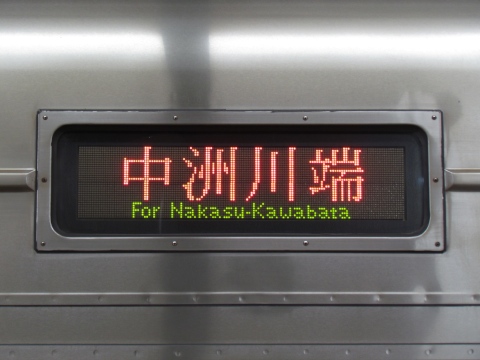 中洲川端
For Nakasu-Kawabata